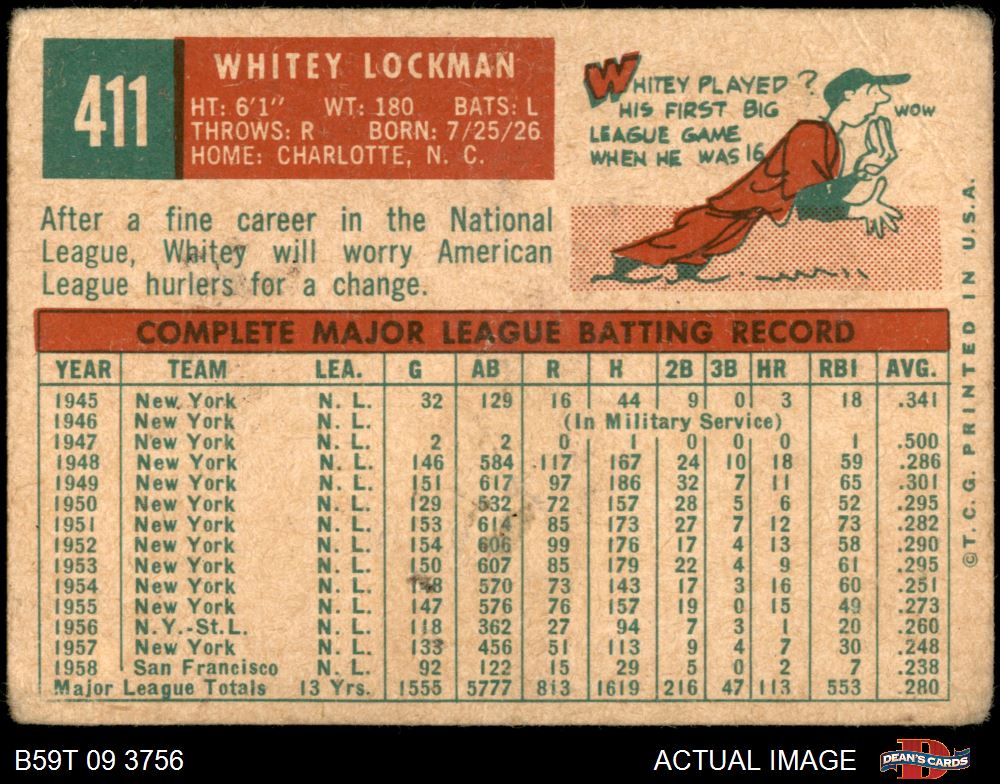 411
WHITEY LOCKMAN
HT: 6'1" WT: 180 BATS: L
THROWS: R BORN: 7/25/26
HOME: CHARLOTTE, N. C.
WHITEY PLAYED ?
HIS FIRST BIG
LEAGUE GAME
WHEN HE WAS 16
WOW
After a fine career in the National
League, Whitey will worry American
League hurlers for a change.
COMPLETE MAJOR LEAGUE BATTING RECORD
YEAR TEAM LEA. G AB R H 2B 3B HR RBI AVG.
1945 New York N. L. 32 129 16 44 9 0 3 18 .341
1946 New York N. L. (In Military Service)
1947 New York N. L. 2 2 0 1 0 0 0 1 .500
1948 New York N. L. 146 584 117 167 24 10 18 59 .286
1949 New York N. L. 151 617 97 186 32 7 11 65 .301
1950 New York N. L. 129 532 72 157 28 5 6 52 .295
1951 New York N. L. 153 614 85 173 27 7 12 73 .282
1952 New York N. L. 154 606 99 176 17 4 13 58 .290
1953 New York N. L. 150 607 85 179 22 4 9 61 .295
1954 New York N. L. 148 570 73 143 17 3 16 60 .251
1955 New York N. L. 147 576 76 157 19 0 15 49 .273
1956 N.Y.-St.L. N. L. 118 362 27 94 7 3 1 20 .260
1957 New York N. L. 133 456 51 113 9 4 7 30 .248
1958 San Francisco N. L. 92 122 15 29 5 0 2 7 .238
Major League Totals 13 Yrs. 1555 5777 813 1619 216 47 113 553 .280
© T. C. G. PRINTED IN U.S.A.
B59T 09 3756
ACTUAL IMAGE
D
DEAN'S CARDS